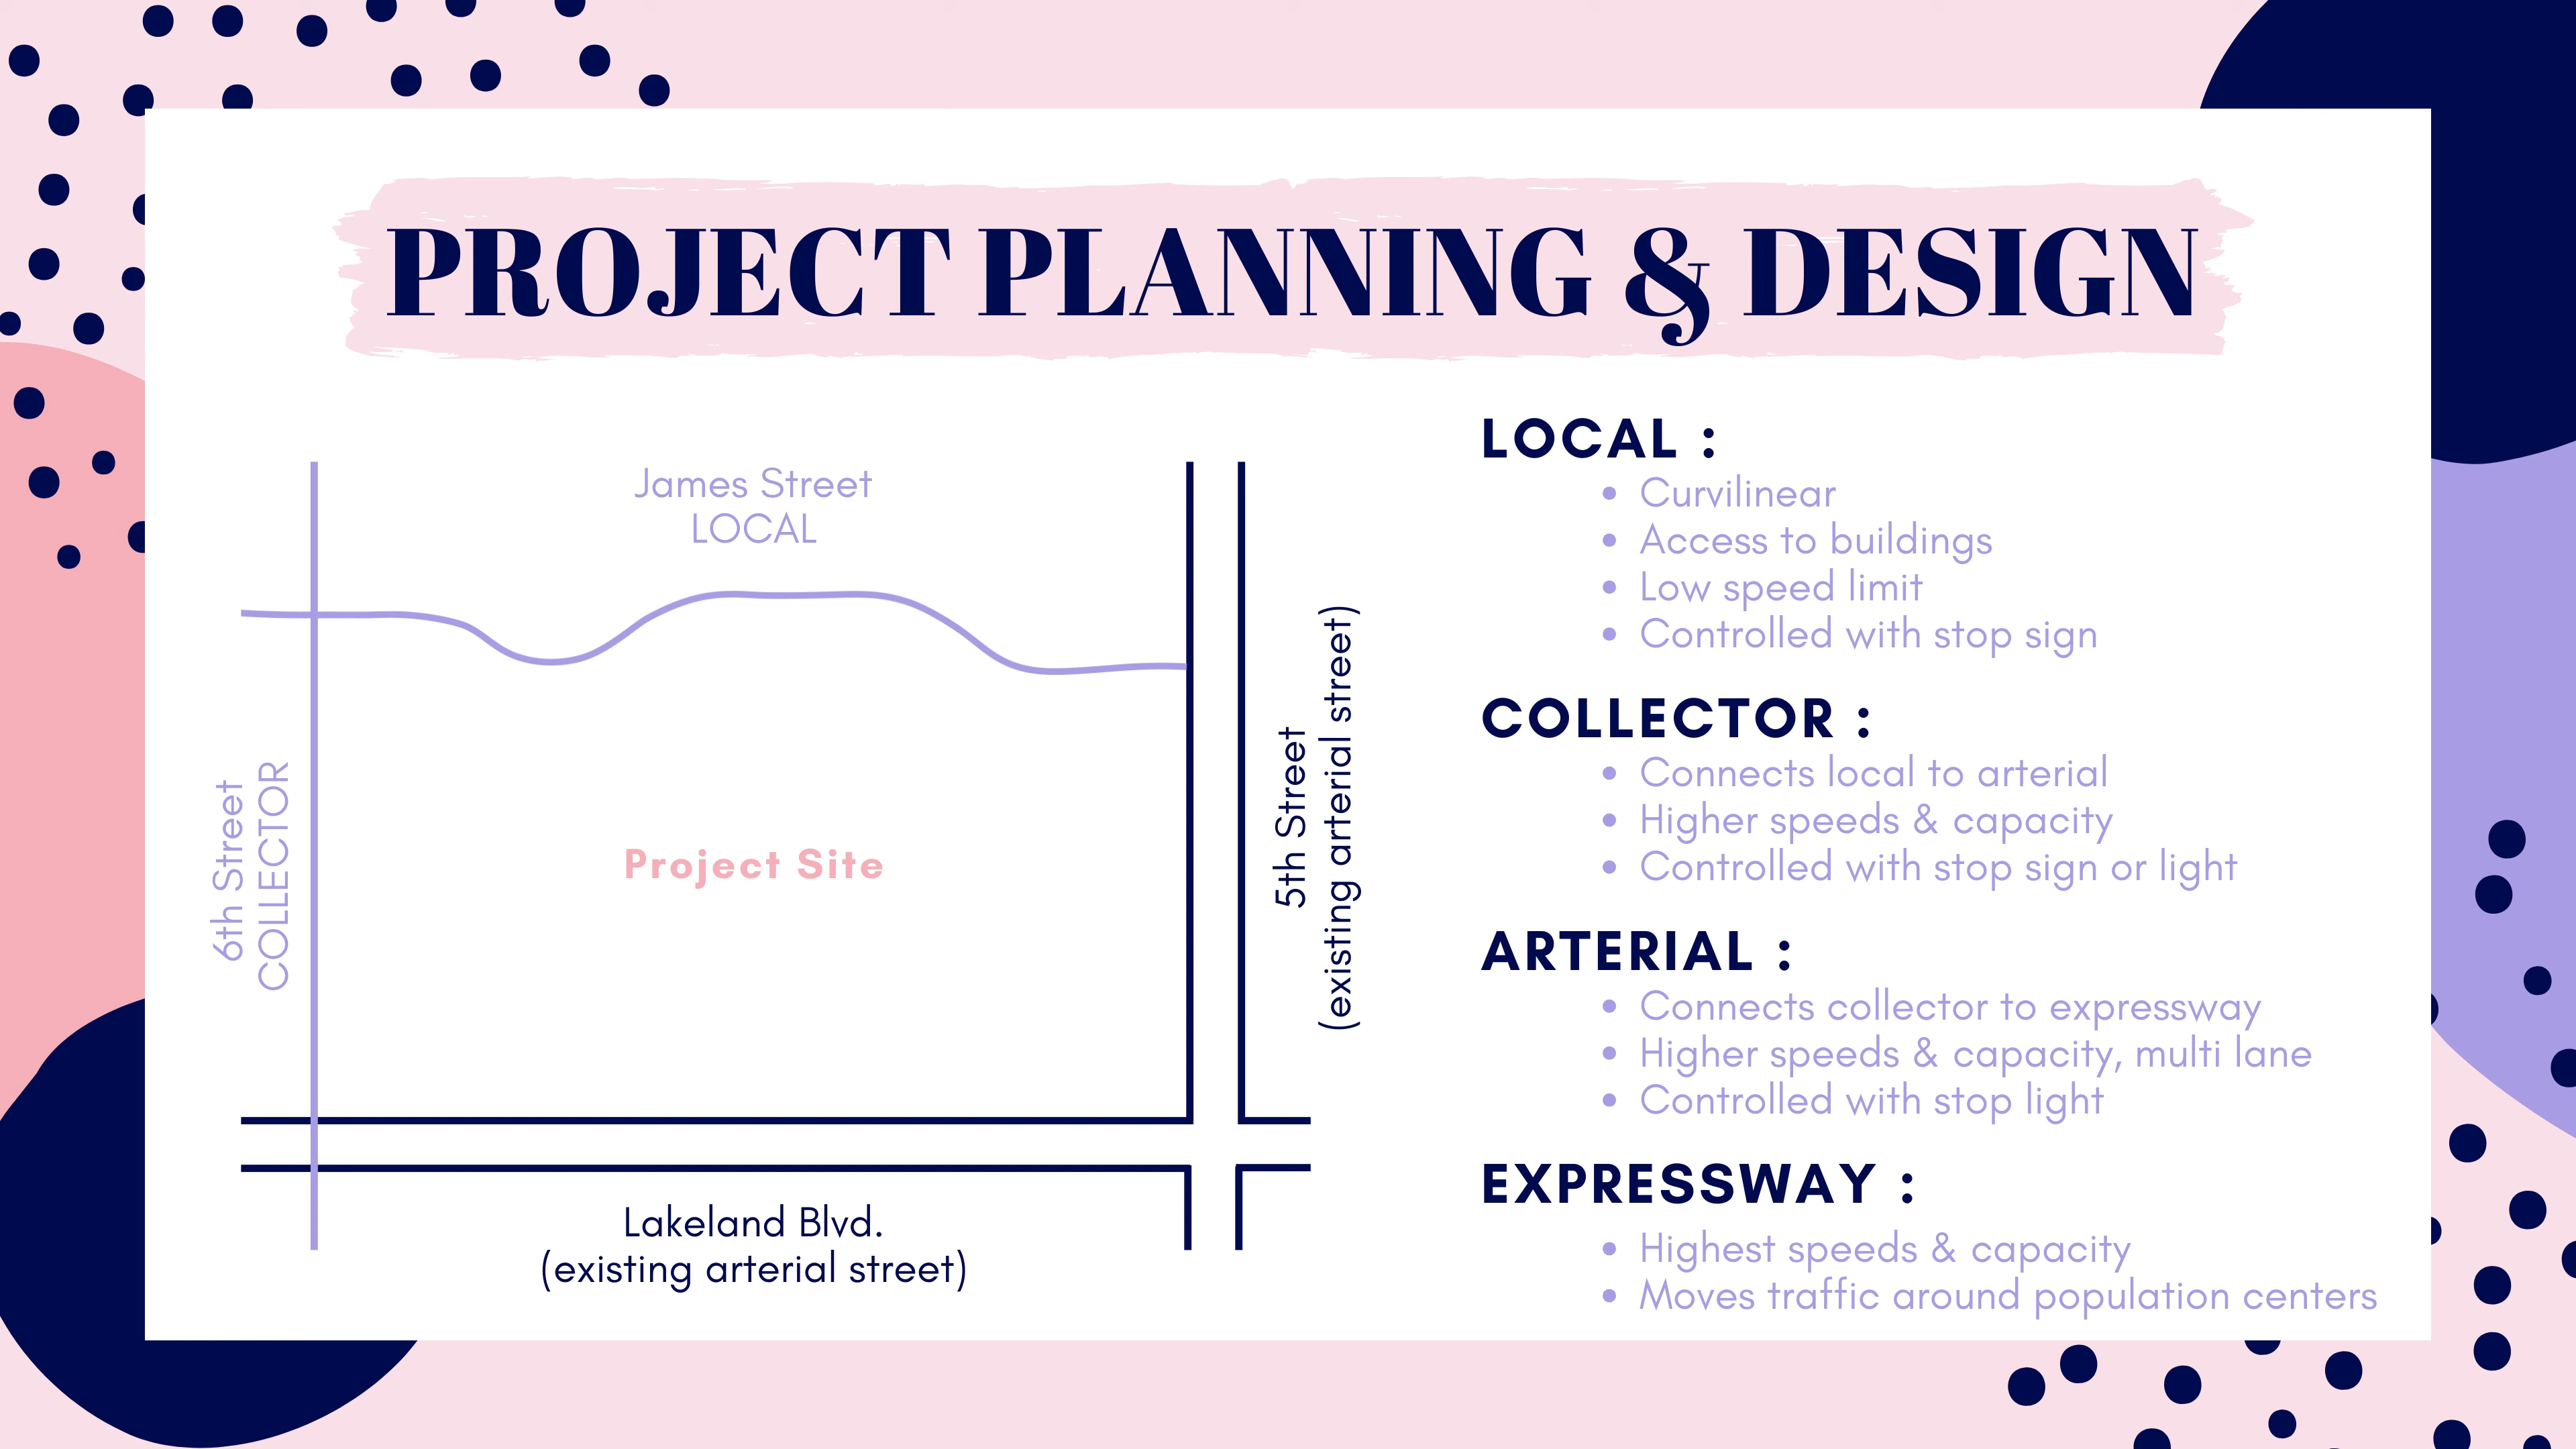 PROJECT PLANNING & DESIGN
James Street
LOCAL
6th Street
COLLECTOR
Project Site
5th Street
(existing arterial street)
Lakeland Blvd.
(existing arterial street)
LOCAL :
• Curvilinear
• Access to buildings
• Low speed limit
• Controlled with stop sign
COLLECTOR :
• Connects local to arterial
• Higher speeds & capacity
• Controlled with stop sign or light
ARTERIAL :
• Connects collector to expressway
• Higher speeds & capacity, multi lane
• Controlled with stop light
EXPRESSWAY :
• Highest speeds & capacity
• Moves traffic around population centers